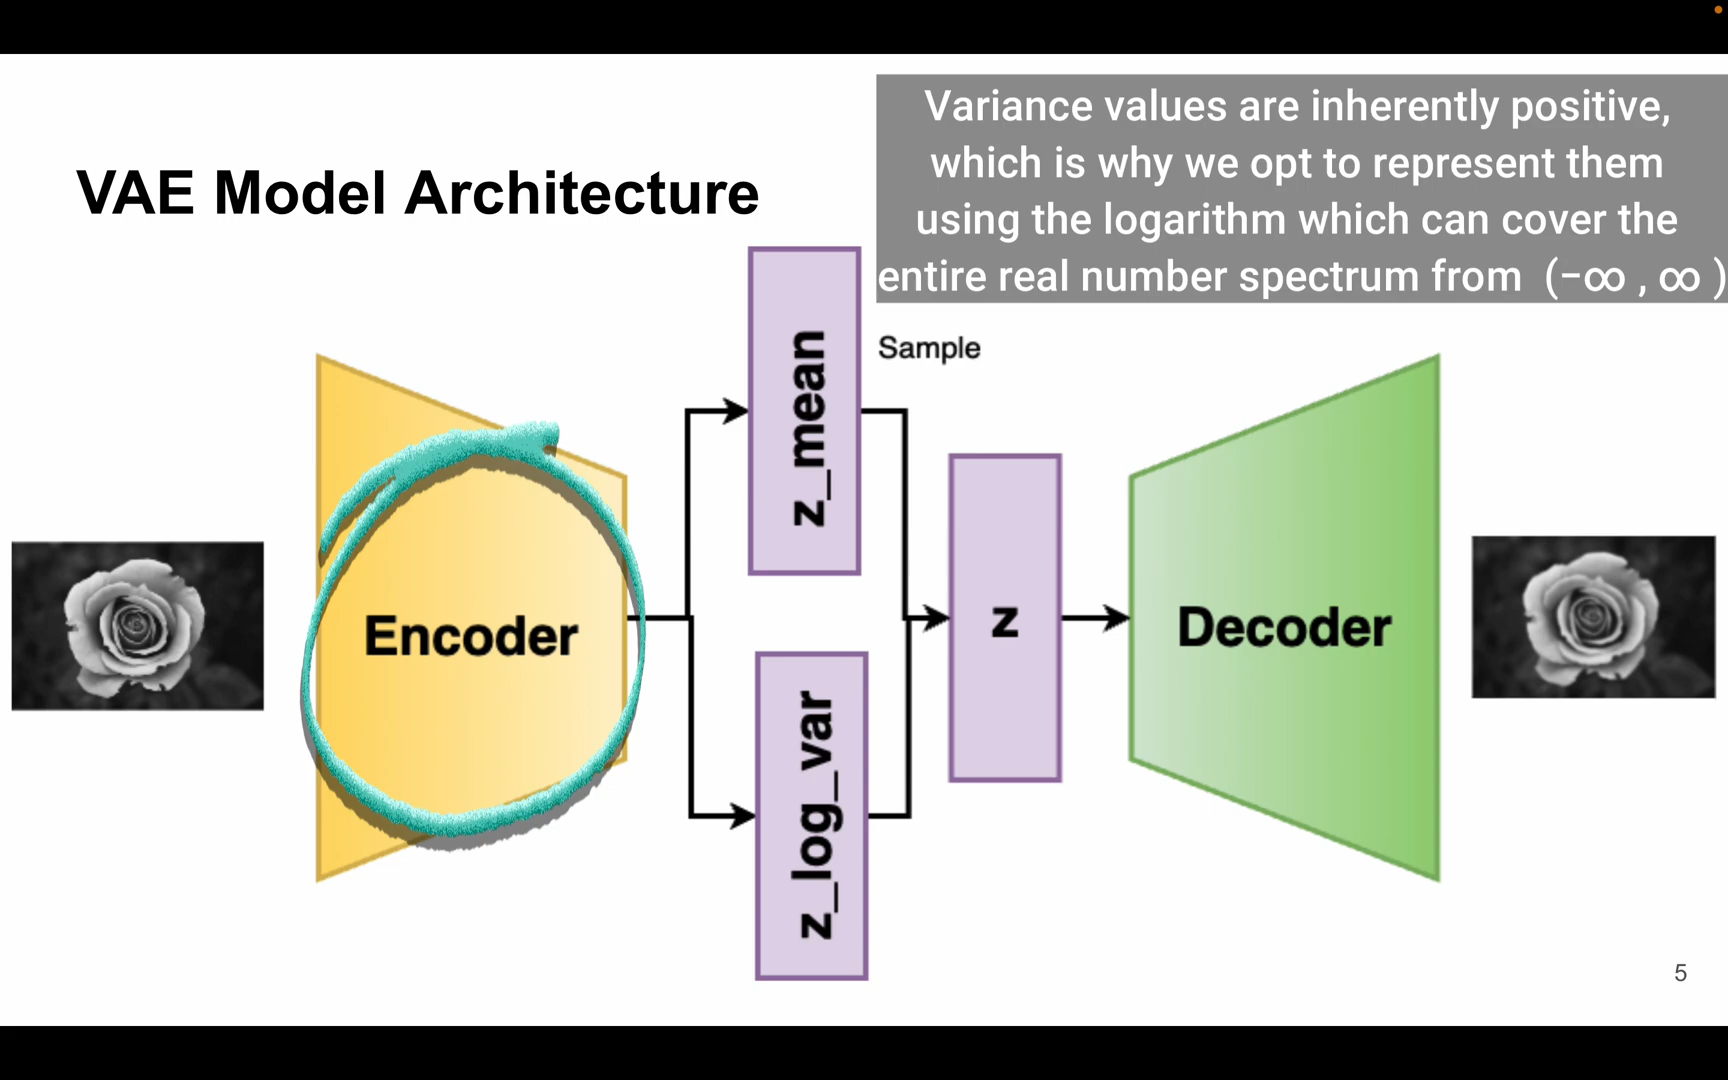 VAE Model Architecture
Variance values are inherently positive,
which is why we opt to represent them
using the logarithm which can cover the
entire real number spectrum from (-∞ , ∞ )
Sample
z_mean
Encoder
z
Decoder
z_log_var
5